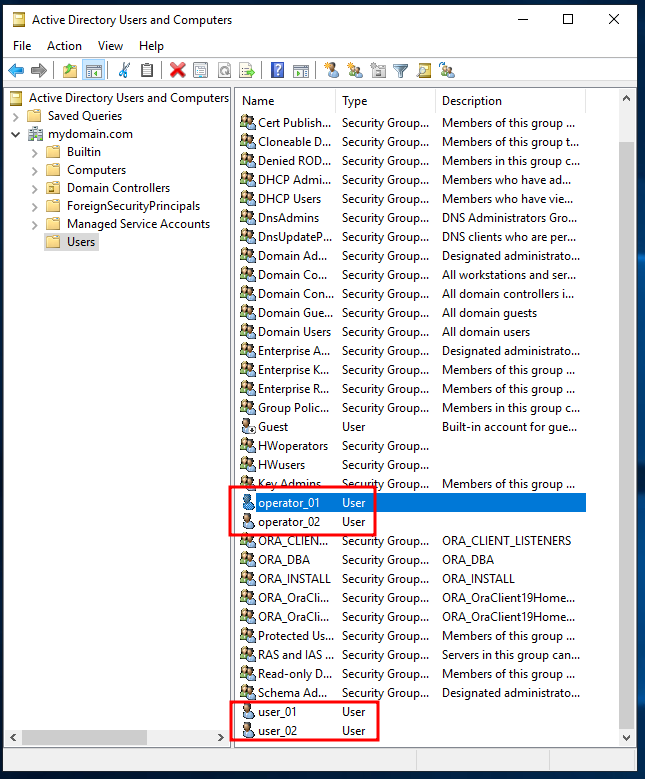 Active Directory Users and Computers
File Action View Help
Active Directory Users and Computers
Saved Queries
mydomain.com
Builtin
Computers
Domain Controllers
ForeignSecurityPrincipals
Managed Service Accounts
Users
Name Type Description
Cert Publish... Security Group... Members of this group ...
Cloneable D... Security Group... Members of this group t...
Denied ROD... Security Group... Members in this group c...
DHCP Admi... Security Group... Members who have ad...
DHCP Users Security Group... Members who have vie...
DnsAdmins Security Group... DNS Administrators Gro...
DnsUpdateP... Security Group... DNS clients who are per...
Domain Ad... Security Group... Designated administrato...
Domain Co... Security Group... All workstations and ser...
Domain Con... Security Group... All domain controllers i...
Domain Gue... Security Group... All domain guests
Domain Users Security Group... All domain users
Enterprise A... Security Group... Designated administrato...
Enterprise K... Security Group... Members of this group ...
Enterprise R... Security Group... Members of this group ...
Group Polic... Security Group... Members in this group c...
Guest User Built-in account for gue...
HWoperators Security Group...
HWusers Security Group...
Key Admins Security Group... Members of this group ...
operator_01 User
operator_02 User
ORA_CLIEN... Security Group... ORA_CLIENT_LISTENERS
ORA_DBA Security Group... ORA_DBA
ORA_INSTALL Security Group... ORA_INSTALL
ORA_OraCli... Security Group... ORA_OraClient19Home...
ORA_OraCli... Security Group... ORA_OraClient19Home...
Protected Us... Security Group... Members of this group ...
RAS and IAS ... Security Group... Servers in this group can...
Read-only D... Security Group... Members of this group ...
Schema Ad... Security Group... Designated administrato...
user_01 User
user_02 User